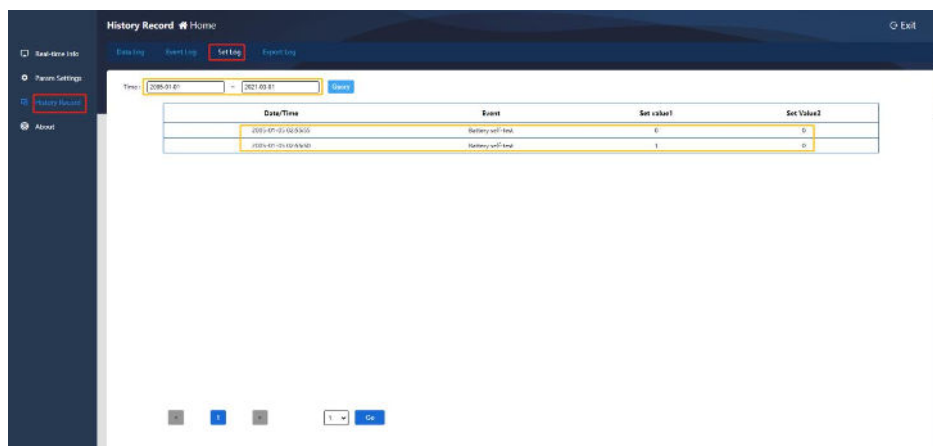 History Record Home
Exit
Real-time Info
Param Settings
History Record
About
Data Log Event Log Set Log Export Log
Time: 2005-01-01 ~ 2021-03-31 Query
Date/Time Event Set value1 Set Value2
Battery self-test 0 0
Battery self-test 1 0
1 1 Go